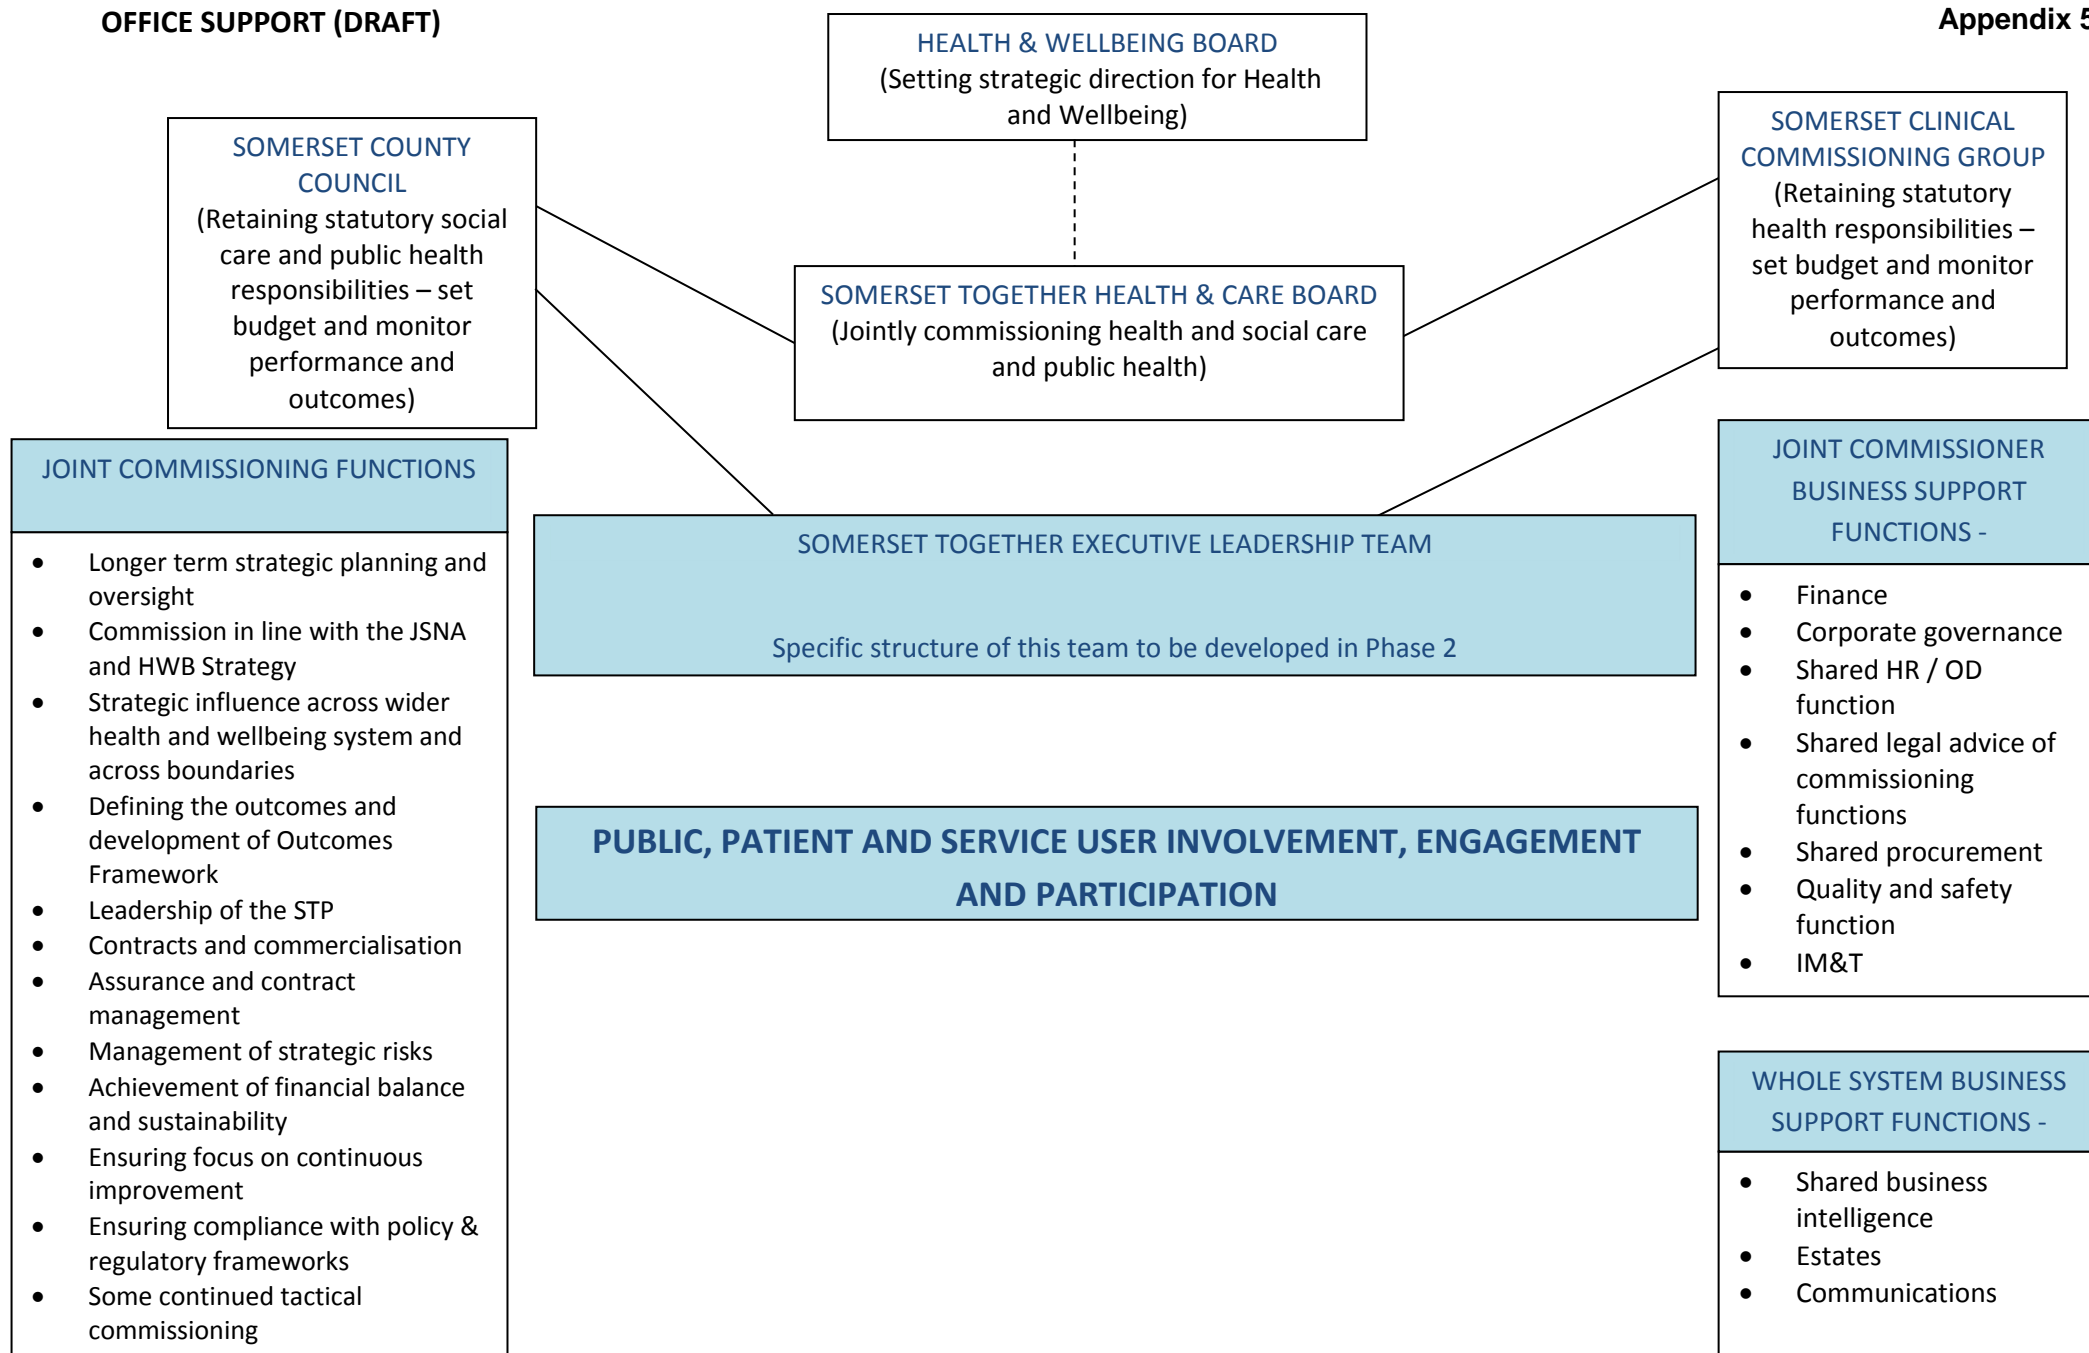 OFFICE SUPPORT (DRAFT)
Appendix 5
HEALTH & WELLBEING BOARD
(Setting strategic direction for Health
and Wellbeing)
SOMERSET COUNTY
COUNCIL
(Retaining statutory social
care and public health
responsibilities – set
budget and monitor
performance and
outcomes)
SOMERSET TOGETHER HEALTH & CARE BOARD
(Jointly commissioning health and social care
and public health)
SOMERSET CLINICAL
COMMISSIONING GROUP
(Retaining statutory
health responsibilities –
set budget and monitor
performance and
outcomes)
JOINT COMMISSIONING FUNCTIONS
• Longer term strategic planning and
oversight
• Commission in line with the JSNA
and HWB Strategy
• Strategic influence across wider
health and wellbeing system and
across boundaries
• Defining the outcomes and
development of Outcomes
Framework
• Leadership of the STP
• Contracts and commercialisation
• Assurance and contract
management
• Management of strategic risks
• Achievement of financial balance
and sustainability
• Ensuring focus on continuous
improvement
• Ensuring compliance with policy &
regulatory frameworks
• Some continued tactical
commissioning
SOMERSET TOGETHER EXECUTIVE LEADERSHIP TEAM
Specific structure of this team to be developed in Phase 2
PUBLIC, PATIENT AND SERVICE USER INVOLVEMENT, ENGAGEMENT
AND PARTICIPATION
JOINT COMMISSIONER
BUSINESS SUPPORT
FUNCTIONS -
• Finance
• Corporate governance
• Shared HR / OD
function
• Shared legal advice of
commissioning
functions
• Shared procurement
• Quality and safety
function
• IM&T
WHOLE SYSTEM BUSINESS
SUPPORT FUNCTIONS -
• Shared business
intelligence
• Estates
• Communications